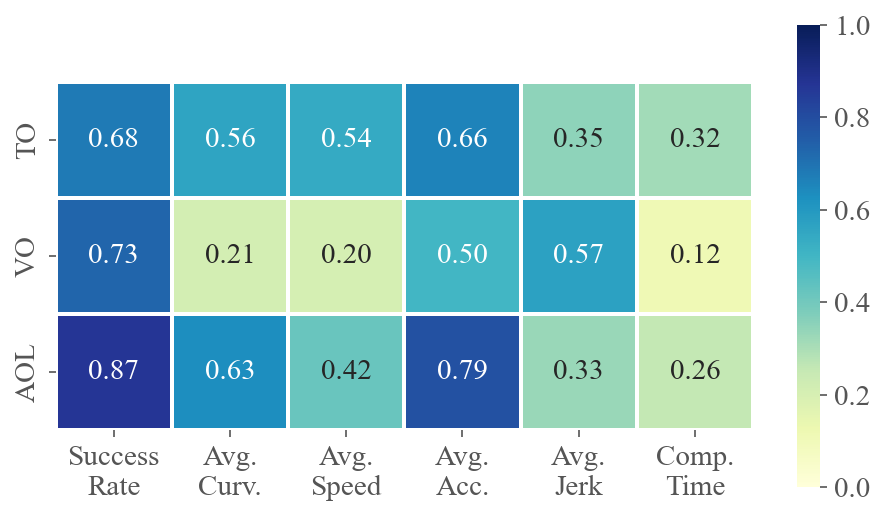 1.0
TO 0.68 0.56 0.54 0.66 0.35 0.32
0.8
VO 0.73 0.21 0.20 0.50 0.57 0.12
0.6
0.4
AOL 0.87 0.63 0.42 0.79 0.33 0.26
0.2
Success Avg. Avg. Avg. Avg. Comp.
Rate Curv. Speed Acc. Jerk Time
0.0